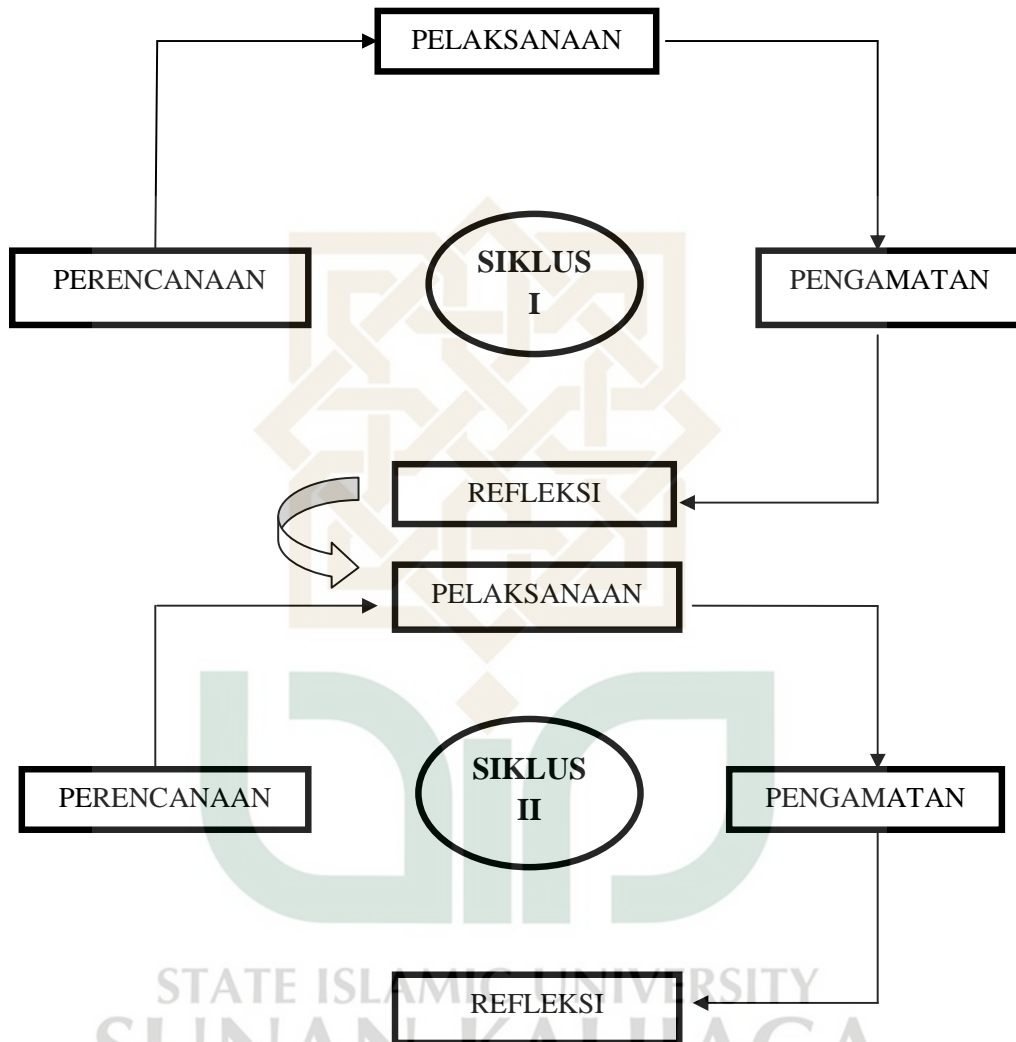 PELAKSANAAN
PERENCANAAN
SIKLUS
I
PENGAMATAN
REFLEKSI
PELAKSANAAN
PERENCANAAN
SIKLUS
II
PENGAMATAN
STATE ISLAMIC UNIVERSITY
REFLEKSI
SUNAN KALIJAGA